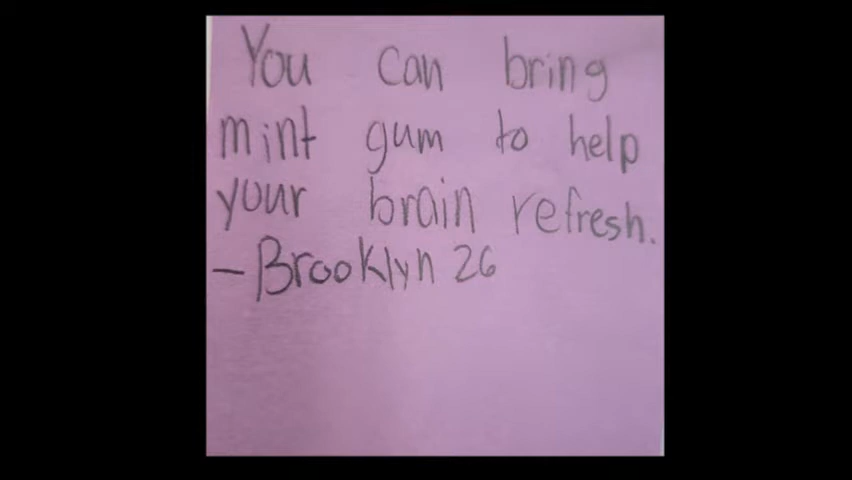 You can bring
mint gum to help
your brain refresh.
- Brooklyn 26